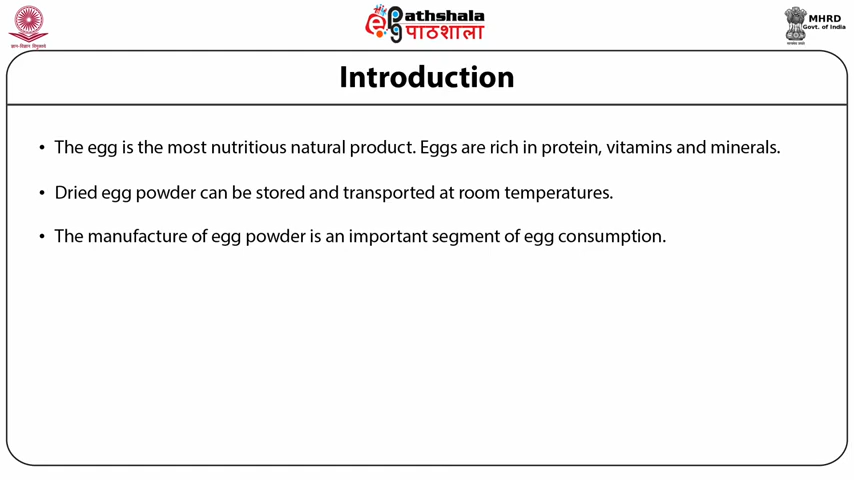 ePathshala
पाठशाला
MHRD
Govt. of India
Introduction
• The egg is the most nutritious natural product. Eggs are rich in protein, vitamins and minerals.
• Dried egg powder can be stored and transported at room temperatures.
• The manufacture of egg powder is an important segment of egg consumption.